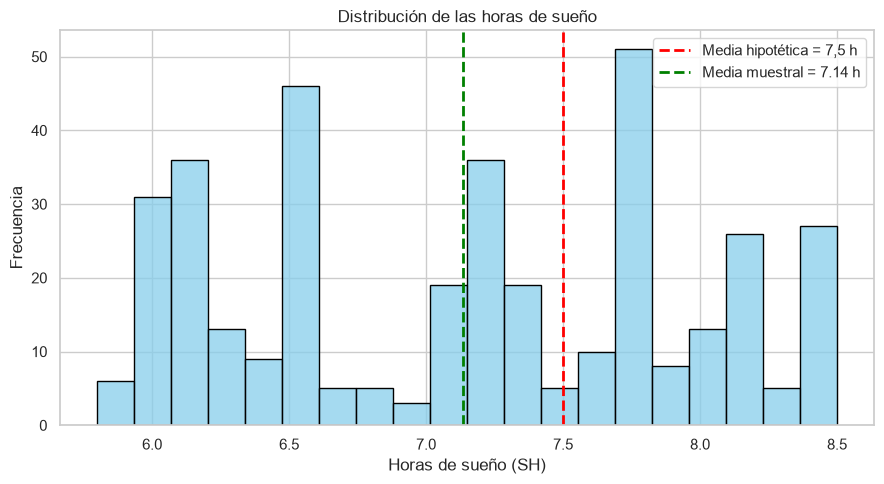 Distribución de las horas de sueño
Media hipotética = 7,5 h
Media muestral = 7.14 h
Frecuencia
50
40
30
20
10
0
6.0 6.5 7.0 7.5 8.0 8.5
Horas de sueño (SH)